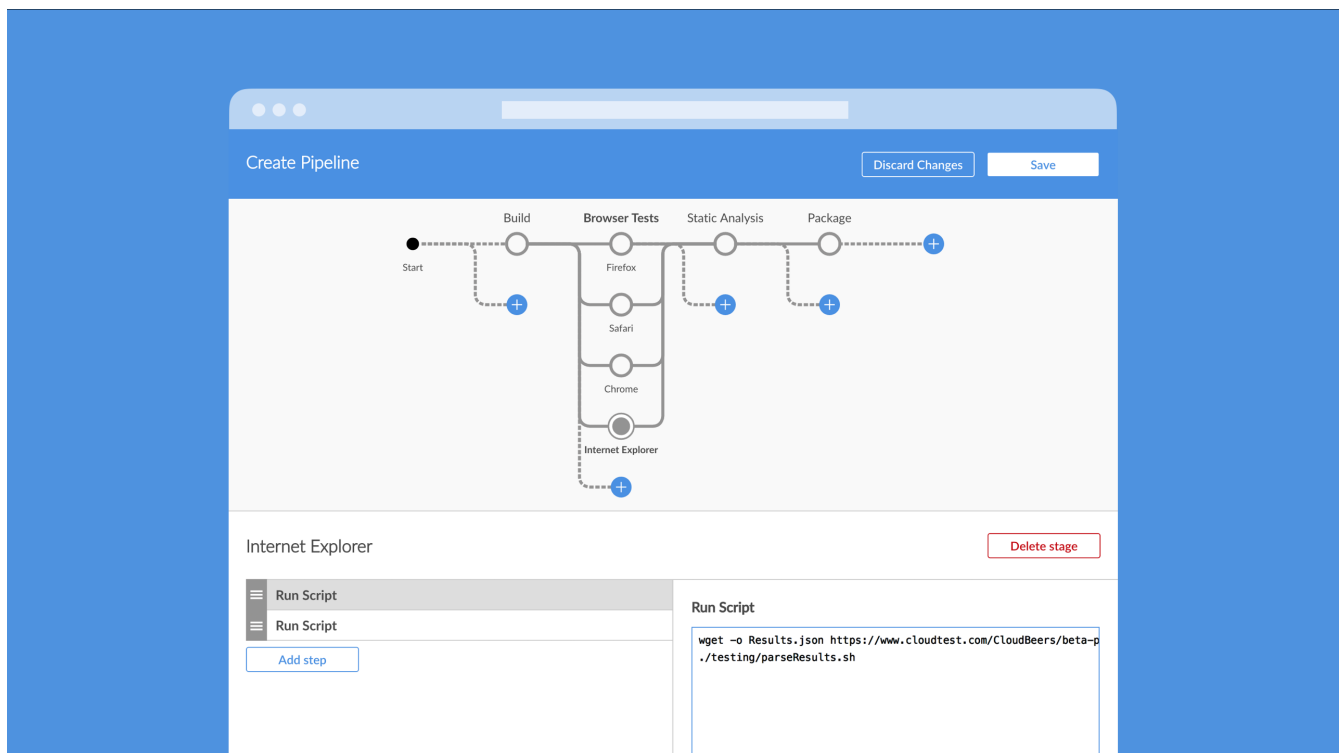 Create Pipeline
Discard Changes
Save
Build
Browser Tests
Static Analysis
Package
Start
Firefox
Safari
Chrome
Internet Explorer
Internet Explorer
Delete stage
Run Script
Run Script
Add step
Run Script
wget -o Results.json https://www.cloudtest.com/CloudBeers/beta-p
./testing/parseResults.sh